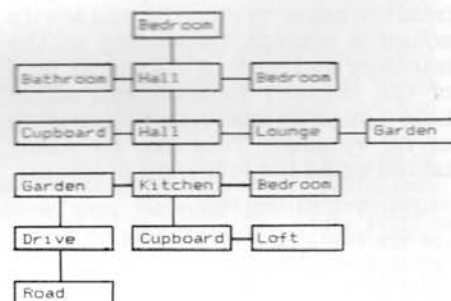 Bedroom
Bathroom Hall Bedroom
Cupboard Hall Lounge Garden
Garden Kitchen Bedroom
Drive Cupboard Loft
Road